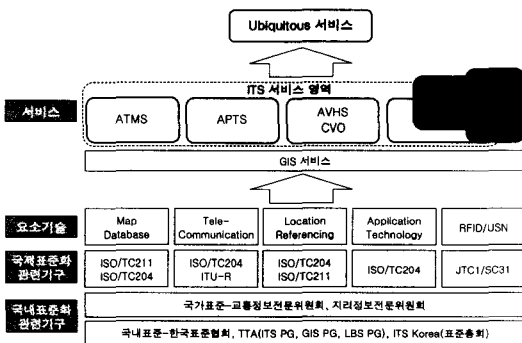 Ubiquitous 서비스
ITS 서비스 영역
서비스
ATMS
APTS
AVHS
CVO
GIS 서비스
요소기술
Map
Database
Tele-
Communication
Location
Referencing
Application
Technology
RFID/USN
국제표준화
관련기구
ISO/TC211
ISO/TC204
ISO/TC204
ITU-R
ISO/TC204
ISO/TC211
ISO/TC204
JTC1/SC31
국내표준화
관련기구
국가표준-교통정보전문위원회, 지리정보전문위원회
국내표준-한국표준협회, TTA(ITS PG, GIS PG, LBS PG), ITS Korea(표준총회)